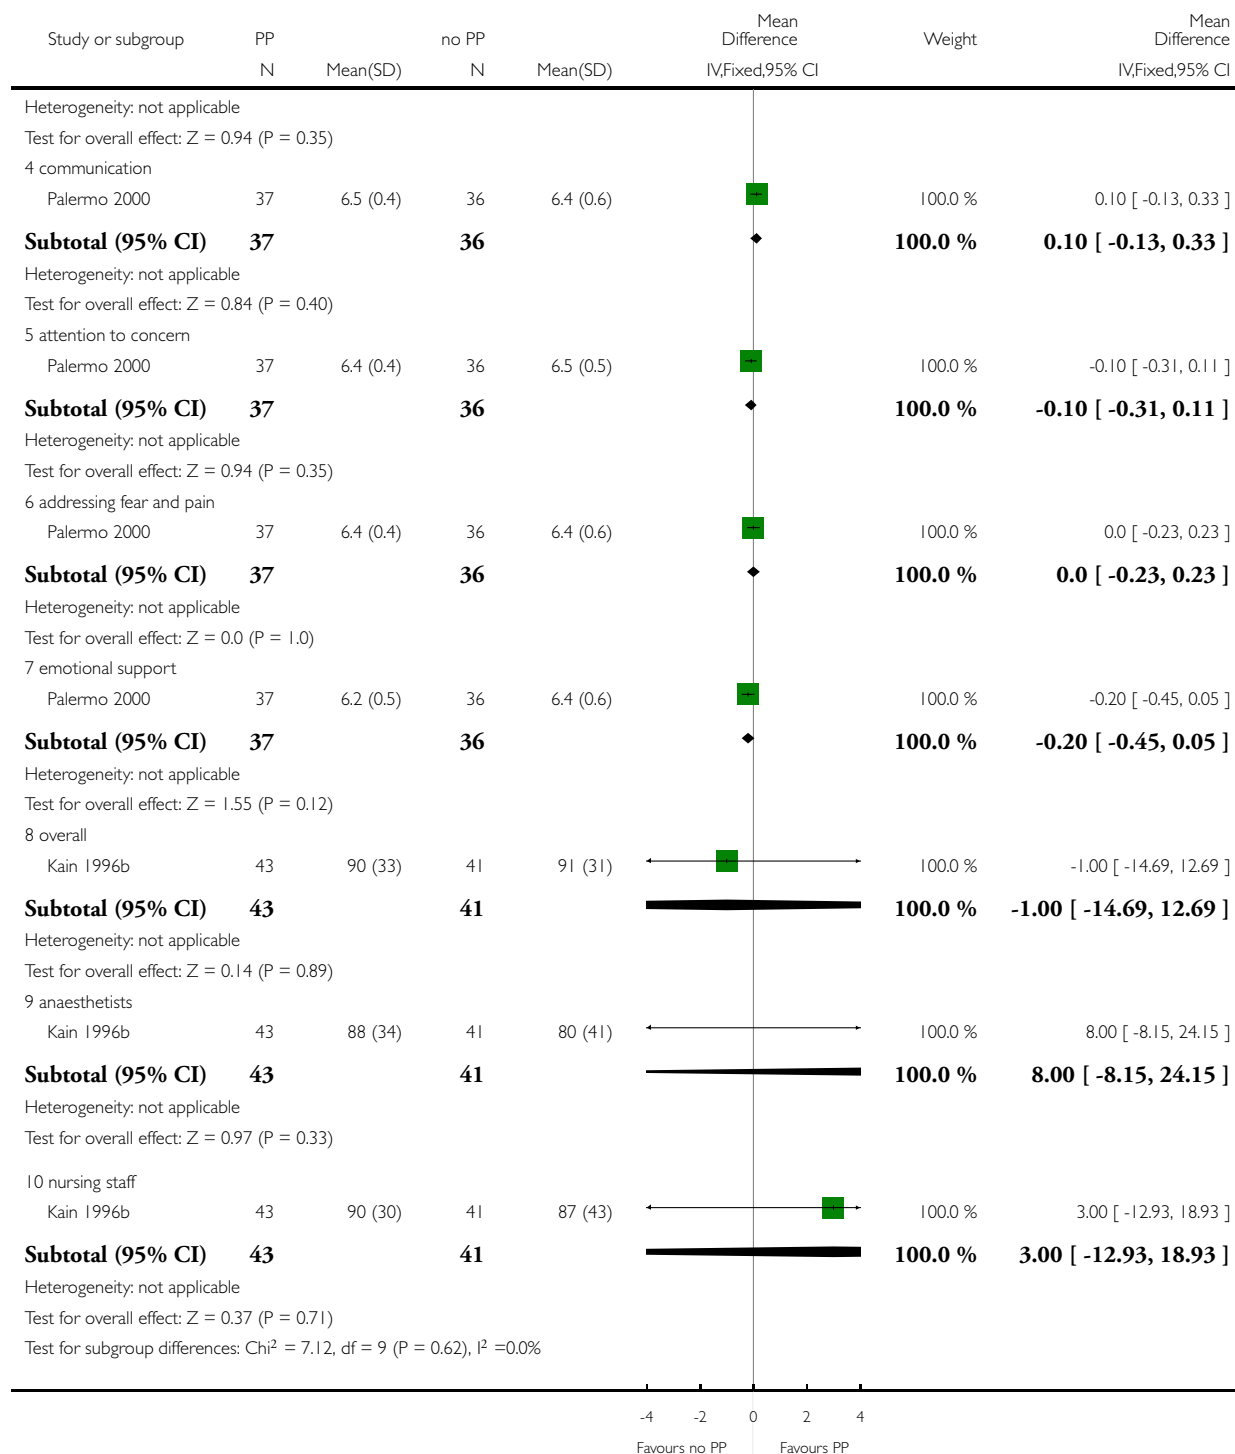 Study or subgroup PP no PP Mean Difference Weight Mean Difference
N Mean(SD) N Mean(SD) IV,Fixed,95% CI IV,Fixed,95% CI
Heterogeneity: not applicable
Test for overall effect: Z = 0.94 (P = 0.35)
4 communication
Palermo 2000 37 6.5 (0.4) 36 6.4 (0.6) 100.0 % 0.10 [ -0.13, 0.33 ]
Subtotal (95% CI) 37 36 100.0 % 0.10 [ -0.13, 0.33 ]
Heterogeneity: not applicable
Test for overall effect: Z = 0.84 (P = 0.40)
5 attention to concern
Palermo 2000 37 6.4 (0.4) 36 6.5 (0.5) 100.0 % -0.10 [ -0.31, 0.11 ]
Subtotal (95% CI) 37 36 100.0 % -0.10 [ -0.31, 0.11 ]
Heterogeneity: not applicable
Test for overall effect: Z = 0.94 (P = 0.35)
6 addressing fear and pain
Palermo 2000 37 6.4 (0.4) 36 6.4 (0.6) 100.0 % 0.0 [ -0.23, 0.23 ]
Subtotal (95% CI) 37 36 100.0 % 0.0 [ -0.23, 0.23 ]
Heterogeneity: not applicable
Test for overall effect: Z = 0.0 (P = 1.0)
7 emotional support
Palermo 2000 37 6.2 (0.5) 36 6.4 (0.6) 100.0 % -0.20 [ -0.45, 0.05 ]
Subtotal (95% CI) 37 36 100.0 % -0.20 [ -0.45, 0.05 ]
Heterogeneity: not applicable
Test for overall effect: Z = 1.55 (P = 0.12)
8 overall
Kain 1996b 43 90 (33) 41 91 (31) 100.0 % -1.00 [ -14.69, 12.69 ]
Subtotal (95% CI) 43 41 100.0 % -1.00 [ -14.69, 12.69 ]
Heterogeneity: not applicable
Test for overall effect: Z = 0.14 (P = 0.89)
9 anaesthetists
Kain 1996b 43 88 (34) 41 80 (41) 100.0 % 8.00 [ -8.15, 24.15 ]
Subtotal (95% CI) 43 41 100.0 % 8.00 [ -8.15, 24.15 ]
Heterogeneity: not applicable
Test for overall effect: Z = 0.97 (P = 0.33)
10 nursing staff
Kain 1996b 43 90 (30) 41 87 (43) 100.0 % 3.00 [ -12.93, 18.93 ]
Subtotal (95% CI) 43 41 100.0 % 3.00 [ -12.93, 18.93 ]
Heterogeneity: not applicable
Test for overall effect: Z = 0.37 (P = 0.71)
Test for subgroup differences: Chi² = 7.12, df = 9 (P = 0.62), I² =0.0%
-4 -2 0 2 4
Favours no PP Favours PP